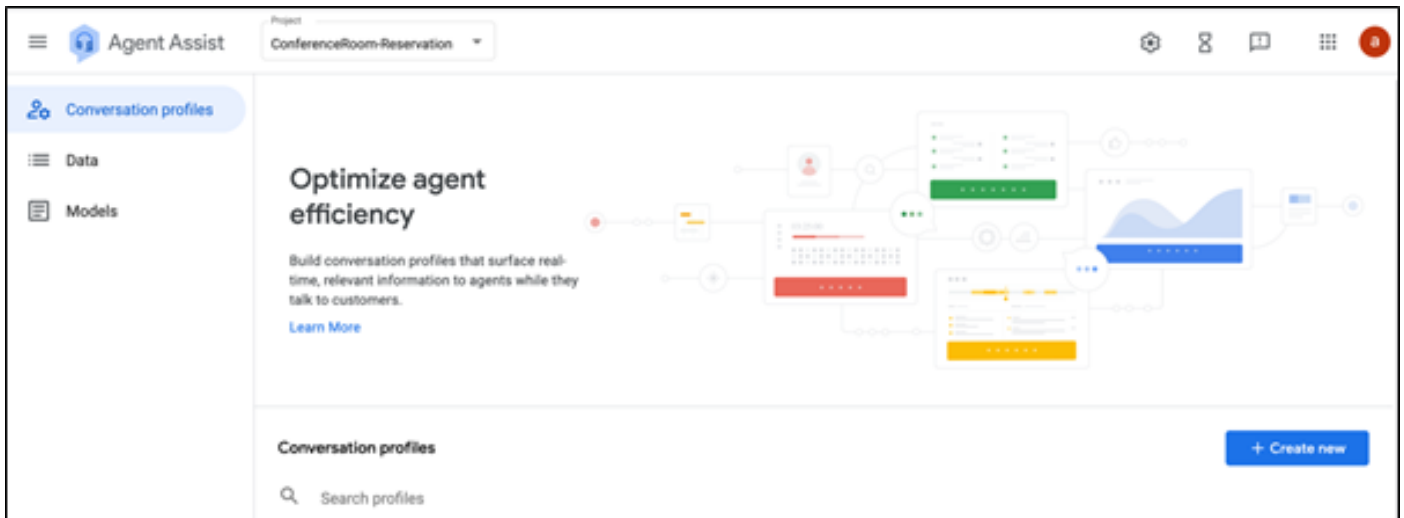 Agent Assist
Project
ConferenceRoom-Reservation
a
Conversation profiles
Data
Models
Optimize agent
efficiency
Build conversation profiles that surface real-
time, relevant information to agents while they
talk to customers.
Learn More
Conversation profiles
+ Create new
Search profiles